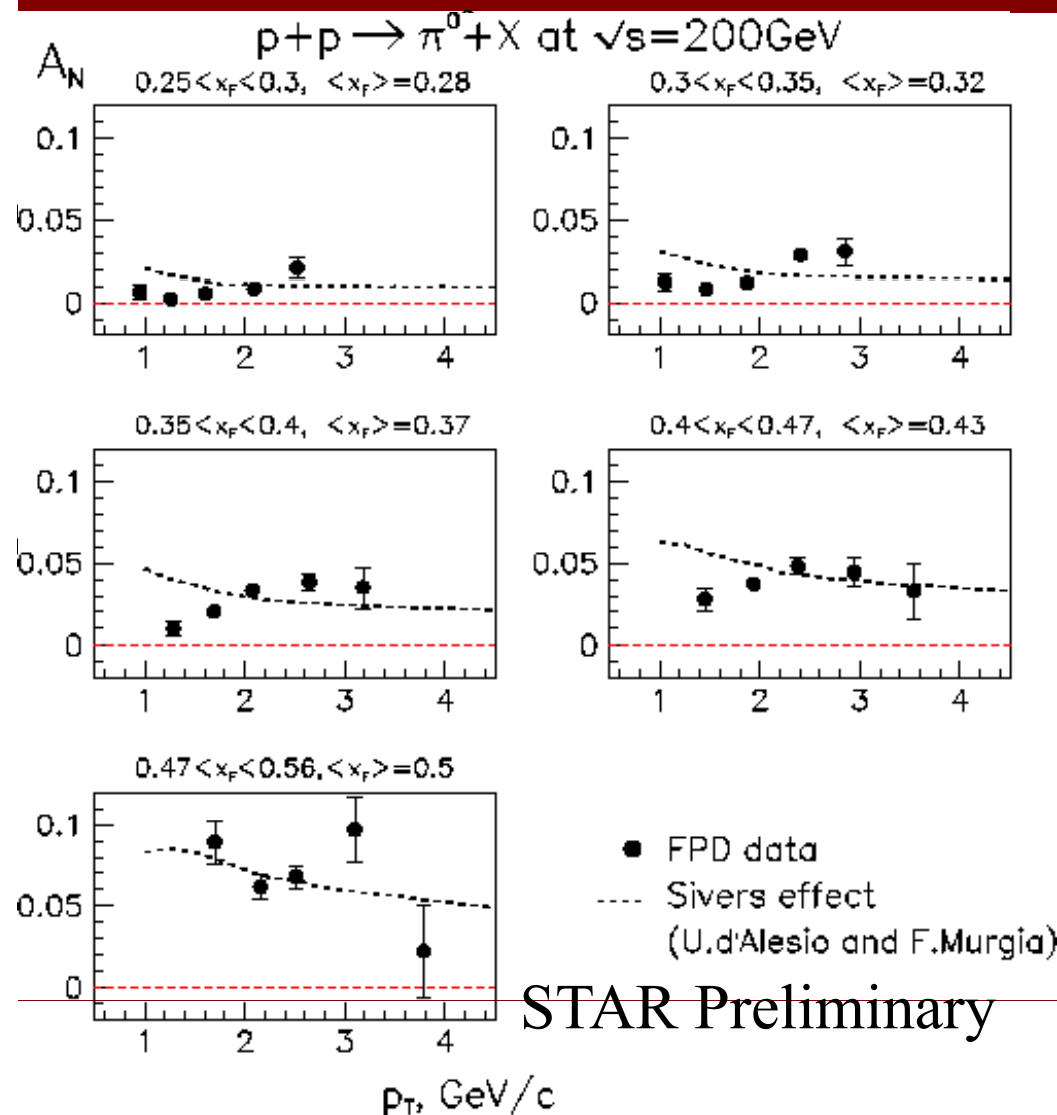 p+p → π⁰+X at √s=200GeV
A_N
0.25<x_F<0.3, <x_F>=0.28
0.3<x_F<0.35, <x_F>=0.32
0.1
0.05
0
1 2 3 4
0.1
0.05
0
1 2 3 4
0.35<x_F<0.4, <x_F>=0.37
0.4<x_F<0.47, <x_F>=0.43
0.1
0.05
0
1 2 3 4
0.1
0.05
0
1 2 3 4
0.47<x_F<0.56,<x_F>=0.5
0.1
0.05
0
1 2 3 4
p_T, GeV/c
FPD data
Sivers effect
(U.d'Alesio and F.Murgia)
STAR Preliminary